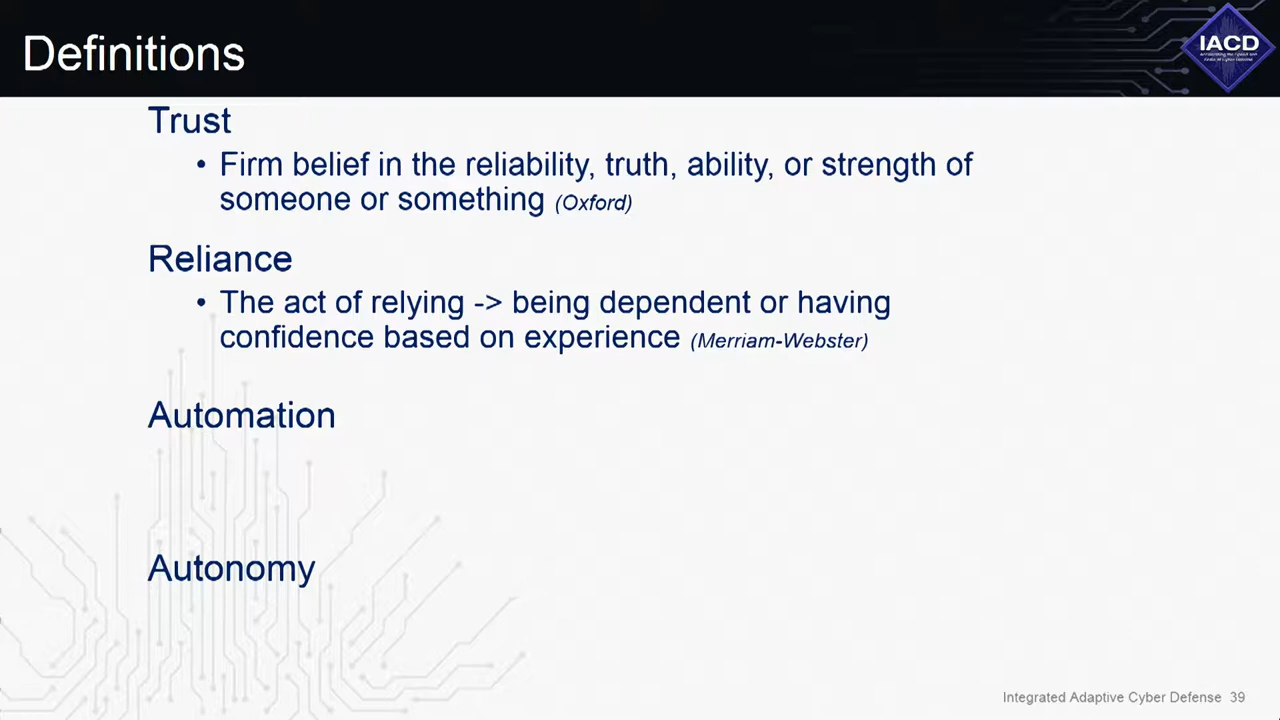 Definitions
IACD
Trust
• Firm belief in the reliability, truth, ability, or strength of
someone or something (Oxford)
Reliance
• The act of relying -> being dependent or having
confidence based on experience (Merriam-Webster)
Automation
Autonomy
Integrated Adaptive Cyber Defense 39